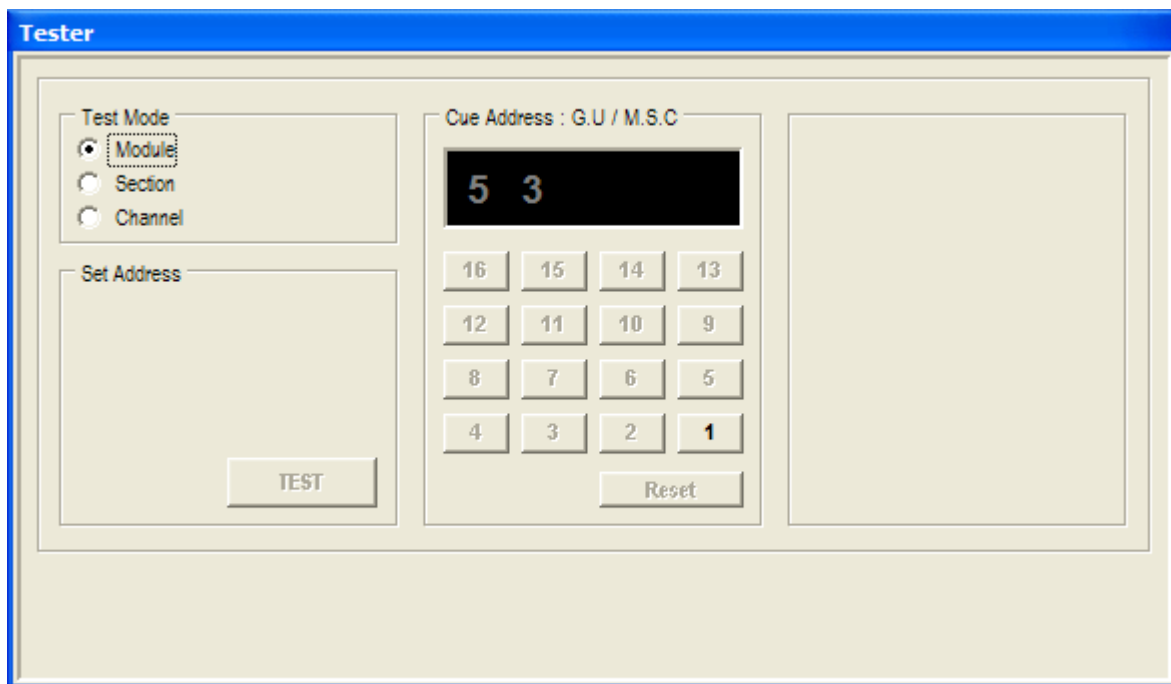 Tester
Test Mode
Module
Section
Channel
Set Address
TEST
Cue Address : G.U / M.S.C
5 3
16 15 14 13
12 11 10 9
8 7 6 5
4 3 2 1
Reset